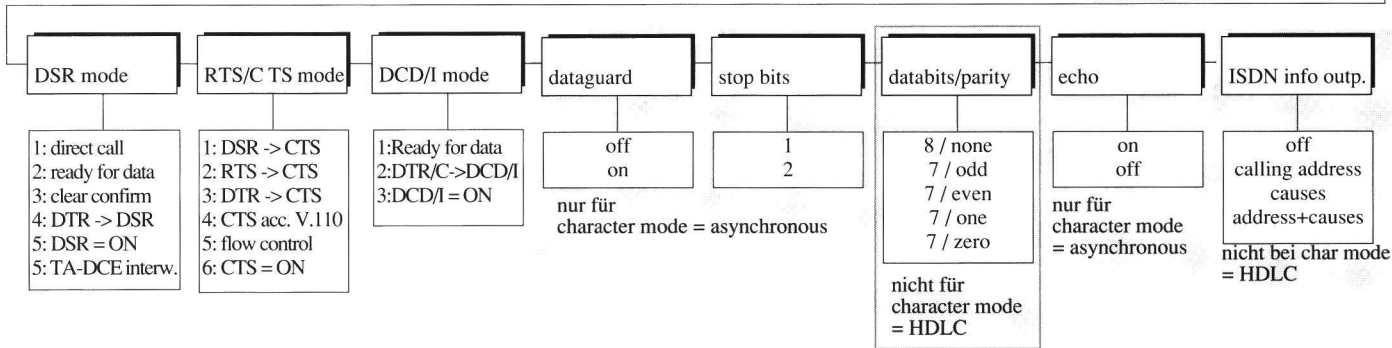 DSR mode
1: direct call
2: ready for data
3: clear confirm
4: DTR -> DSR
5: DSR = ON
5: TA-DCE interw.
RTS/C TS mode
1: DSR -> CTS
2: RTS -> CTS
3: DTR -> CTS
4: CTS acc. V.110
5: flow control
6: CTS = ON
DCD/I mode
1:Ready for data
2:DTR/C->DCD/I
3:DCD/I = ON
dataguard
off
on
stop bits
1
2
nur für
character mode = asynchronous
databits/parity
8 / none
7 / odd
7 / even
7 / one
7 / zero
nicht für
character mode
= HDLC
echo
on
off
nur für
character mode
= asynchronous
ISDN info outp.
off
calling address
causes
address+causes
nicht bei char mode
= HDLC